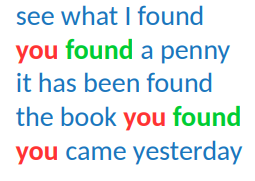 see what I found
you found a penny
it has been found
the book you found
you came yesterday